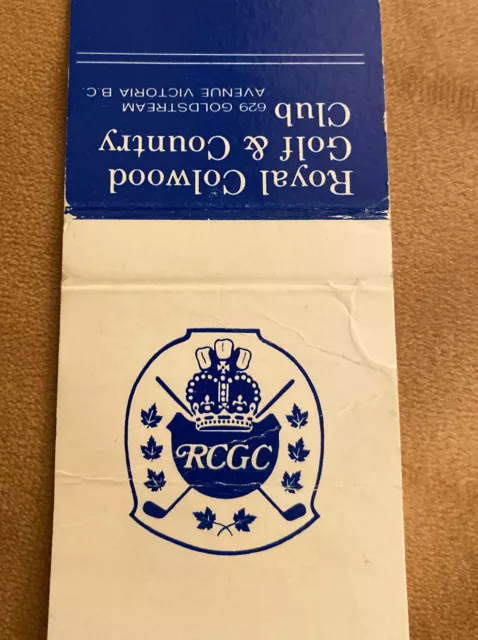 Royal Colwood
Golf & Country
Club
629 GOLDSTREAM
AVENUE VICTORIA B.C.
RCGC